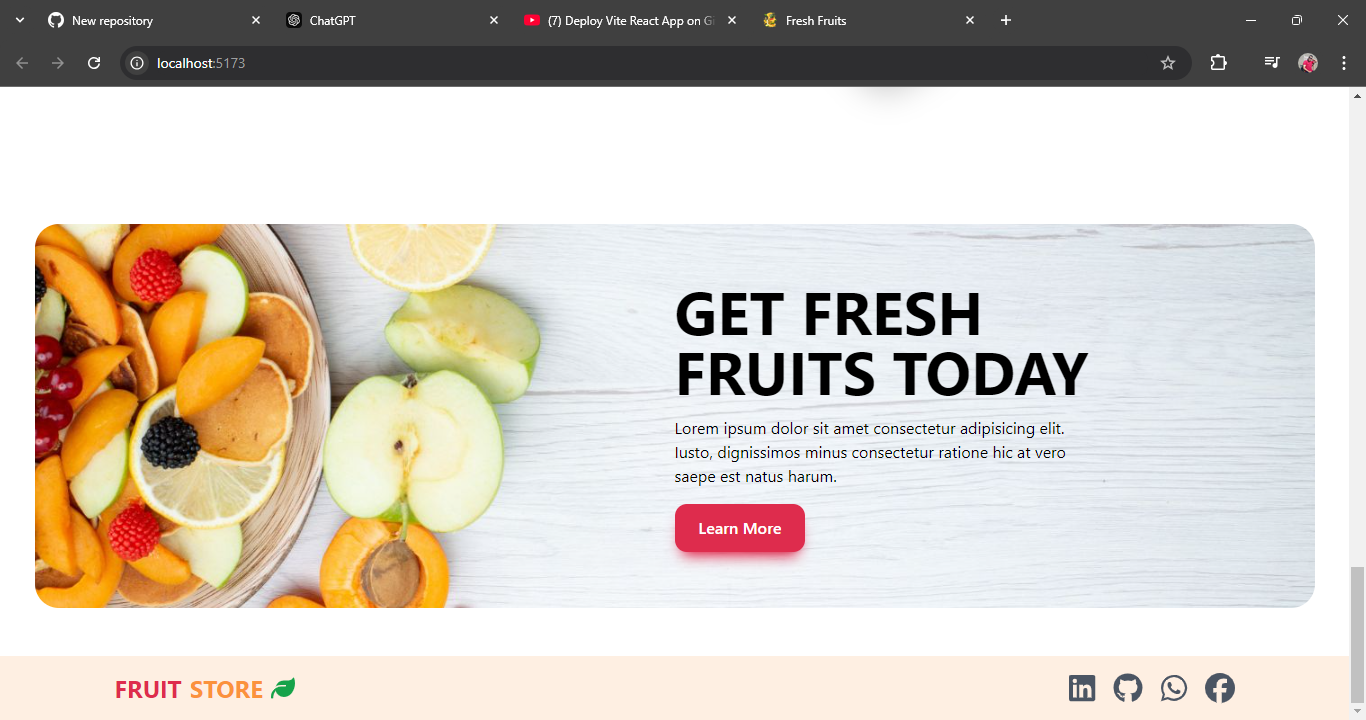 New repository
ChatGPT
(7) Deploy Vite React App on Gi
Fresh Fruits
localhost:5173
GET FRESH
FRUITS TODAY
Lorem ipsum dolor sit amet consectetur adipisicing elit.
Iusto, dignissimos minus consectetur ratione hic at vero
saepe est natus harum.
Learn More
FRUIT STORE